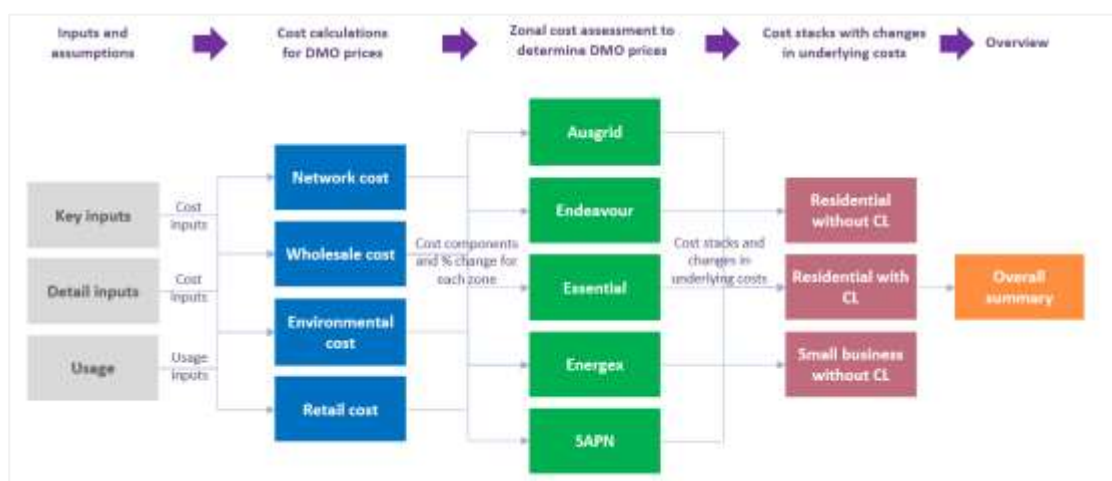 Inputs and
assumptions
Cost calculations
for DMO prices
Zonal cost assessment to
determine DMO prices
Cost stacks with changes
in underlying costs
Overview
Key inputs
Detail inputs
Usage
Cost
inputs
Cost
inputs
Usage
inputs
Network cost
Wholesale cost
Environmental
cost
Retail cost
Cost components
and % change for
each zone
Ausgrid
Endeavour
Essential
Energex
SAPN
Cost stacks and
changes in
underlying costs
Residential
without CL
Residential with
CL
Small business
without CL
Overall
summary